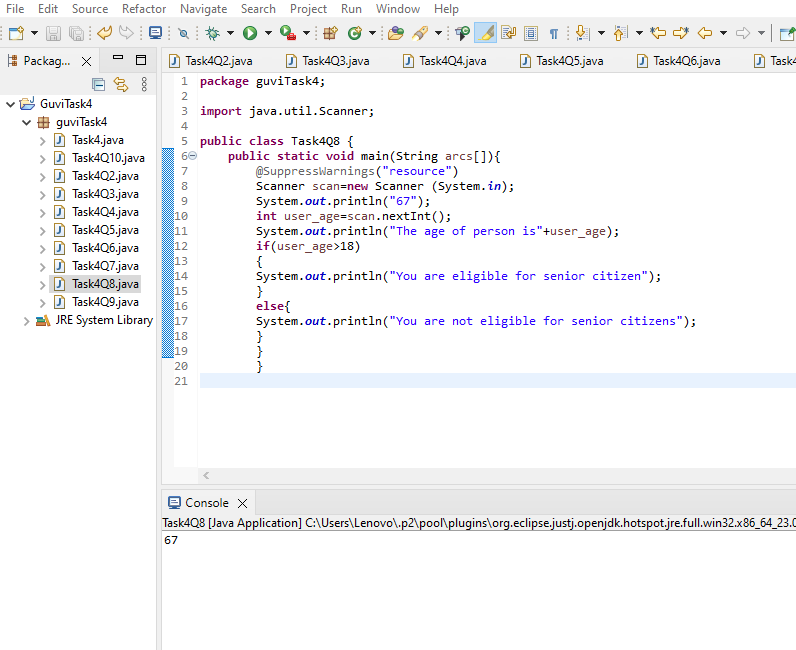 File Edit Source Refactor Navigate Search Project Run Window Help
Packag...
Task4Q2.java Task4Q3.java Task4Q4.java Task4Q5.java Task4Q6.java Task4
GuviTask4
guviTask4
Task4.java
Task4Q10.java
Task4Q2.java
Task4Q3.java
Task4Q4.java
Task4Q5.java
Task4Q6.java
Task4Q7.java
Task4Q8.java
Task4Q9.java
JRE System Library
1 package guviTask4;
2
3 import java.util.Scanner;
4
5 public class Task4Q8 {
6 public static void main(String arcs[]){
7 @SuppressWarnings("resource")
8 Scanner scan=new Scanner (System.in);
9 System.out.println("67");
10 int user_age=scan.nextInt();
11 System.out.println("The age of person is"+user_age);
12 if(user_age>18)
13 {
14 System.out.println("You are eligible for senior citizen");
15 }
16 else{
17 System.out.println("You are not eligible for senior citizens");
18 }
19 }
20 }
21
Console
Task4Q8 [Java Application] C:\Users\Lenovo\.p2\pool\plugins\org.eclipse.justj.openjdk.hotspot.jre.full.win32.x86_64_23.0
67